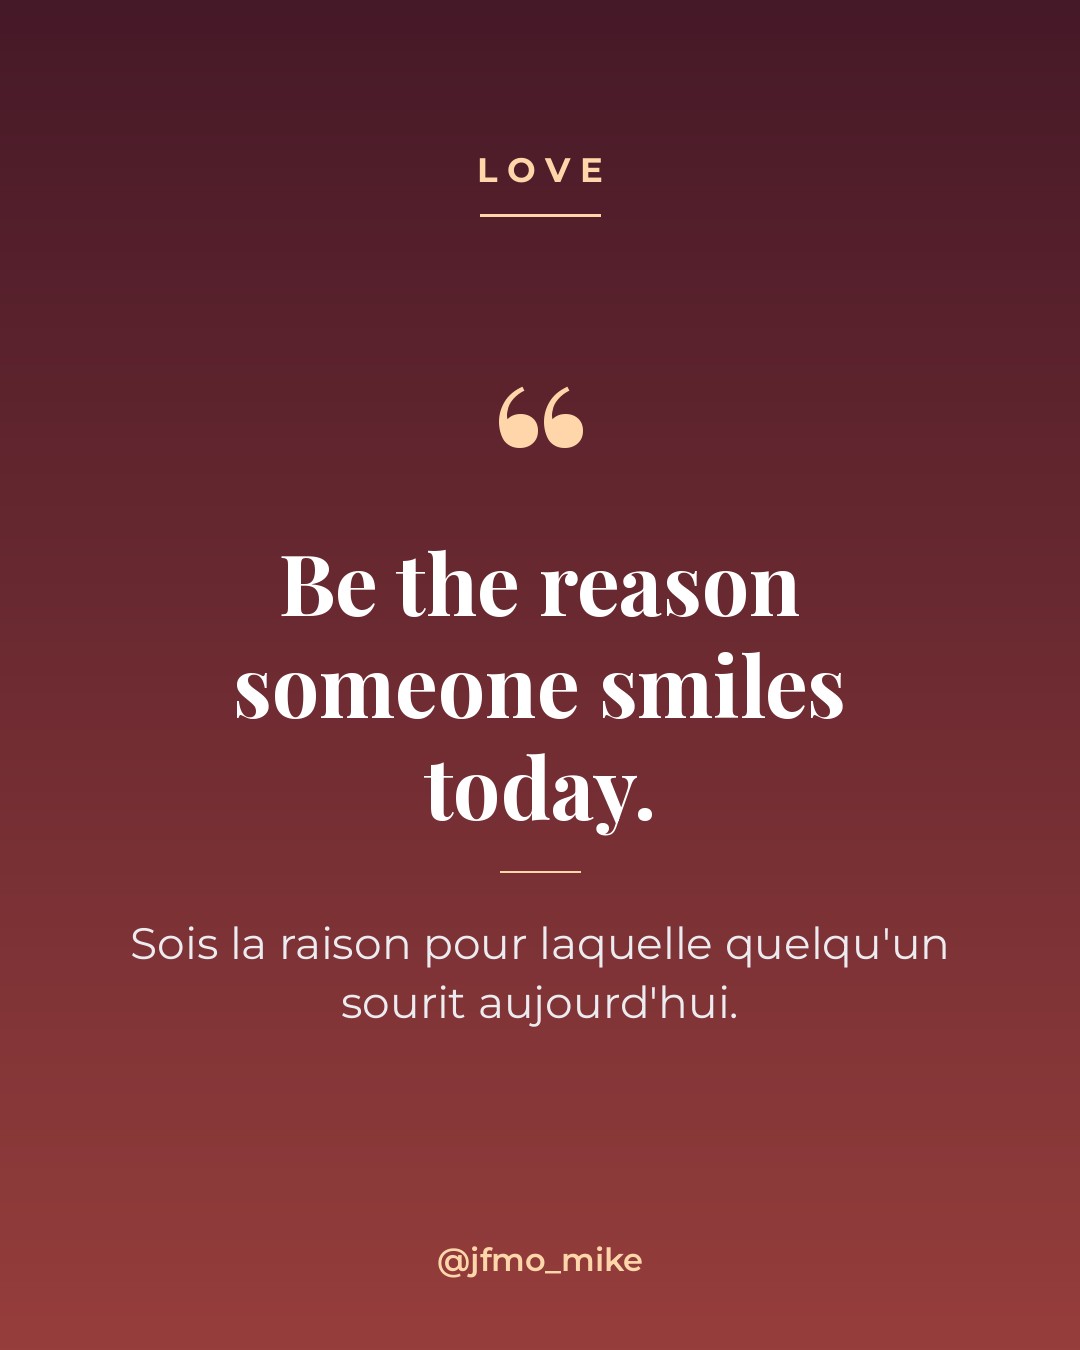 LOVE
“
Be the reason
someone smiles
today.
Sois la raison pour laquelle quelqu'un
sourit aujourd'hui.
@jfmo_mike